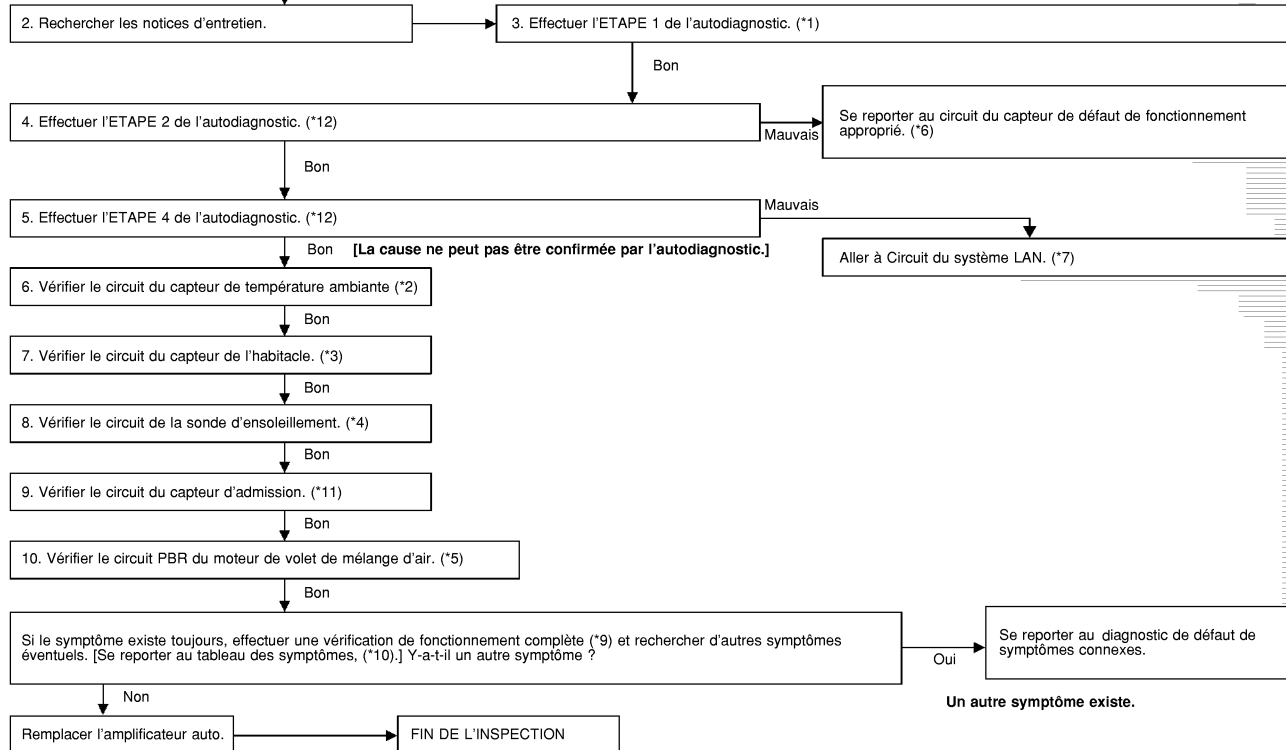 2. Rechercher les notices d'entretien.
3. Effectuer l'ETAPE 1 de l'autodiagnostic. (*1)
Bon
4. Effectuer l'ETAPE 2 de l'autodiagnostic. (*12)
Mauvais
Se reporter au circuit du capteur de défaut de fonctionnement
approprié. (*6)
Bon
5. Effectuer l'ETAPE 4 de l'autodiagnostic. (*12)
Mauvais
Bon [La cause ne peut pas être confirmée par l'autodiagnostic.]
Aller à Circuit du système LAN. (*7)
6. Vérifier le circuit du capteur de température ambiante (*2)
Bon
7. Vérifier le circuit du capteur de l'habitacle. (*3)
Bon
8. Vérifier le circuit de la sonde d'ensoleillement. (*4)
Bon
9. Vérifier le circuit du capteur d'admission. (*11)
Bon
10. Vérifier le circuit PBR du moteur de volet de mélange d'air. (*5)
Bon
Si le symptôme existe toujours, effectuer une vérification de fonctionnement complète (*9) et rechercher d'autres symptômes
éventuels. [Se reporter au tableau des symptômes, (*10).] Y-a-t-il un autre symptôme ?
Oui
Se reporter au diagnostic de défaut de
symptômes connexes.
Un autre symptôme existe.
Non
Remplacer l'amplificateur auto.
FIN DE L'INSPECTION